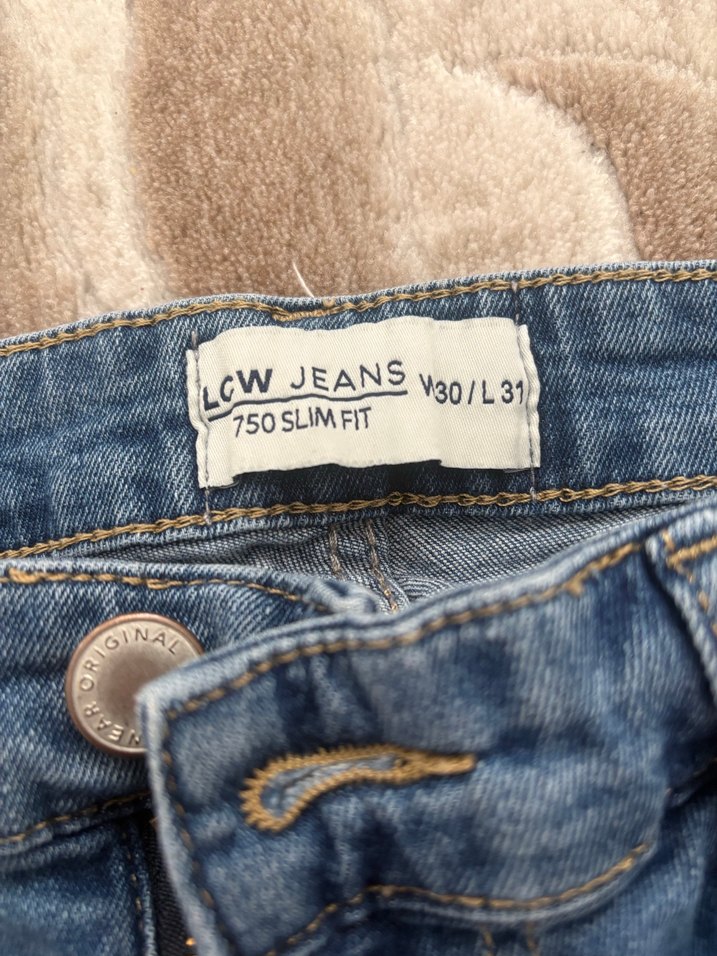 LCW JEANS W30/L 31
750 SLIM FIT
ORIGINAL